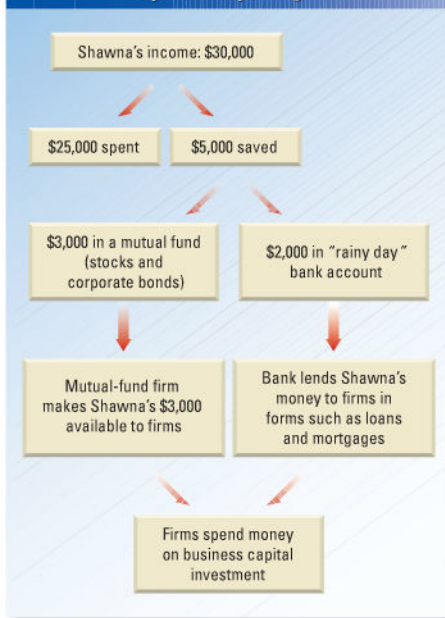 Shawna's income: $30,000
$25,000 spent
$5,000 saved
$3,000 in a mutual fund
(stocks and
corporate bonds)
$2,000 in "rainy day"
bank account
Mutual-fund firm
makes Shawna's $3,000
available to firms
Bank lends Shawna's
money to firms in
forms such as loans
and mortgages
Firms spend money
on business capital
investment